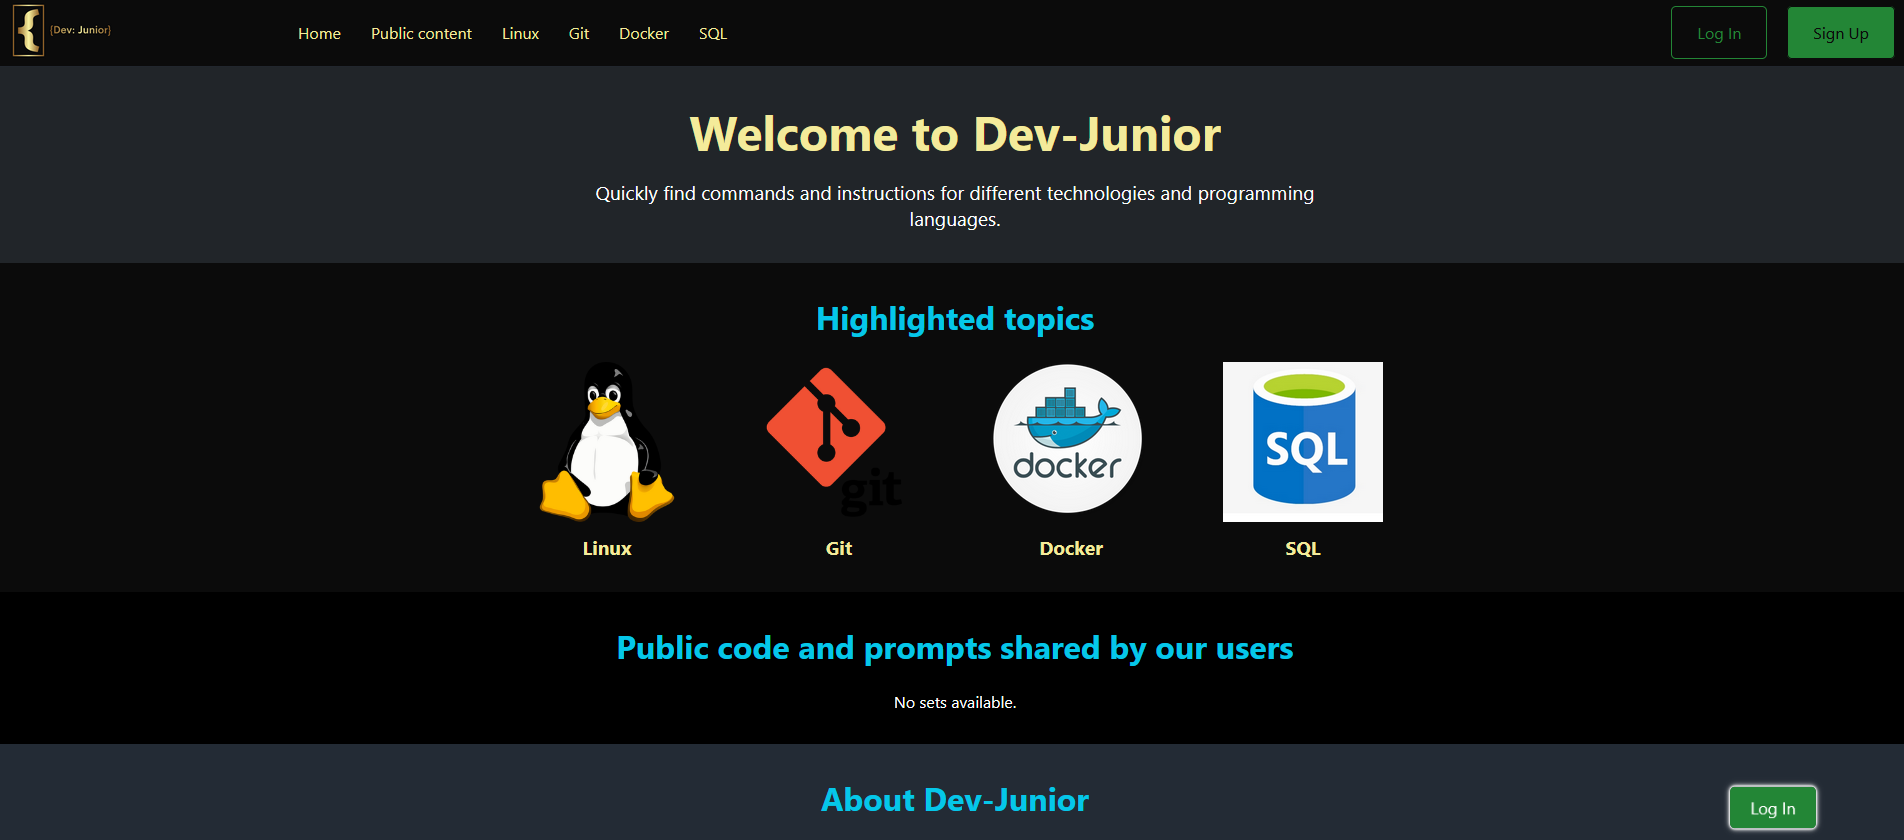 {Dev: Junior}
Home Public content Linux Git Docker SQL
Log In Sign Up
Welcome to Dev-Junior
Quickly find commands and instructions for different technologies and programming
languages.
Highlighted topics
git
docker
SQL
Linux Git Docker SQL
Public code and prompts shared by our users
No sets available.
About Dev-Junior
Log In